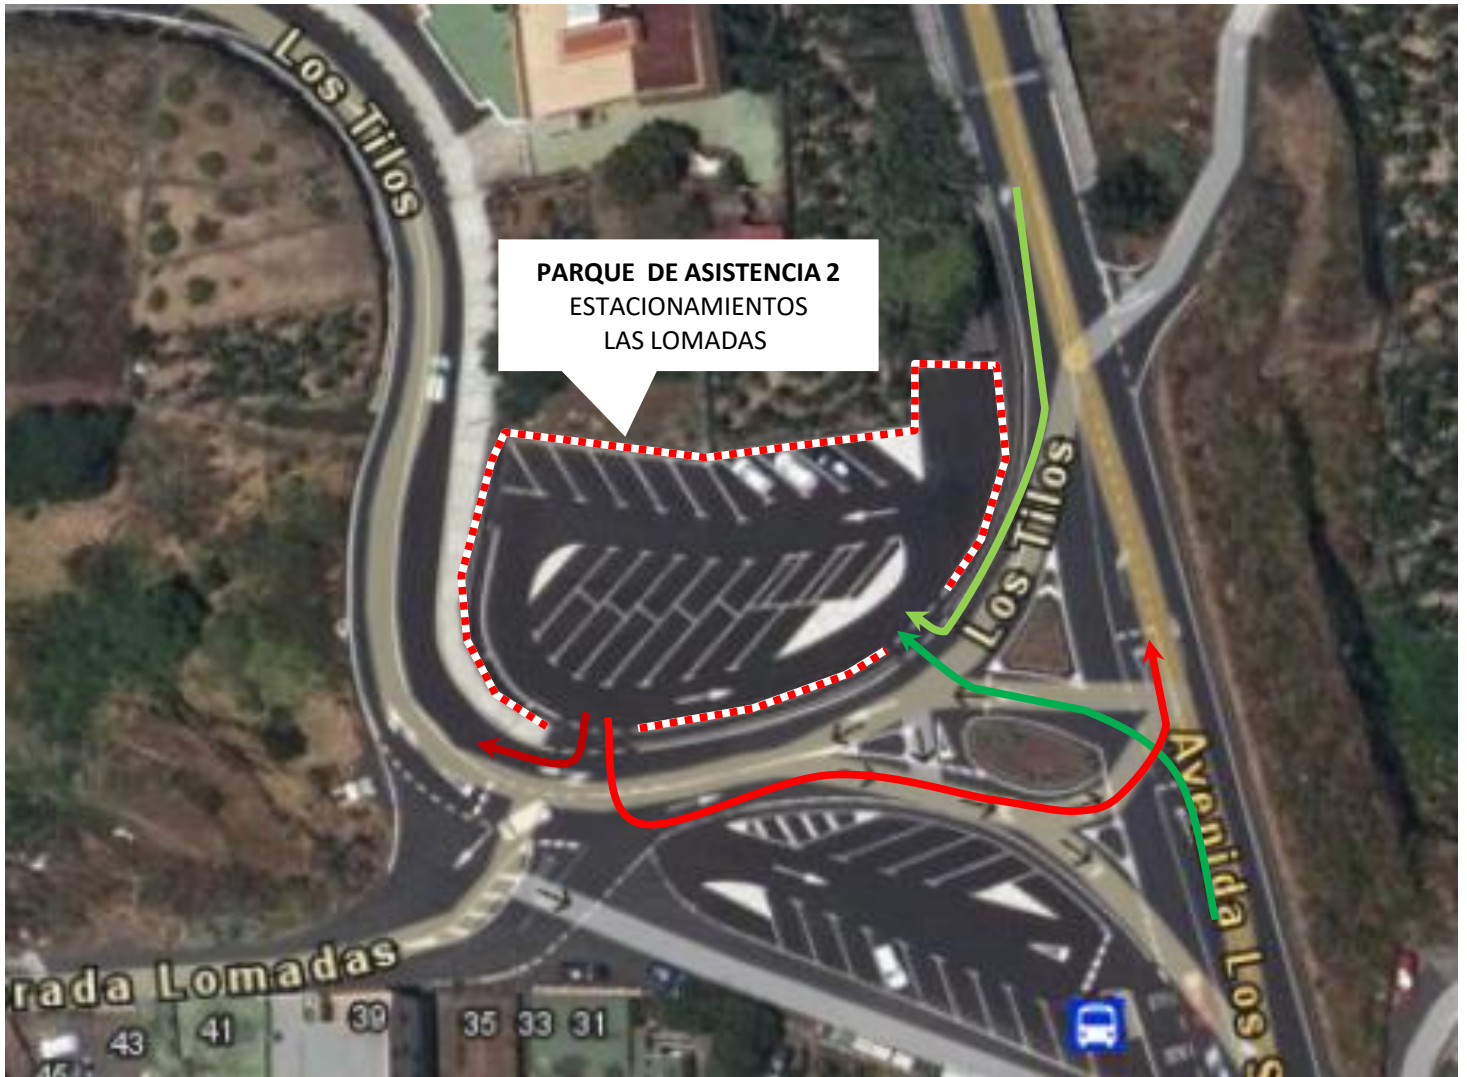 Los Tilos
PARQUE DE ASISTENCIA 2
ESTACIONAMIENTOS
LAS LOMADAS
Los Tilos
Avenida Los S
rada Lomadas
43
41
39
35
33
31
45